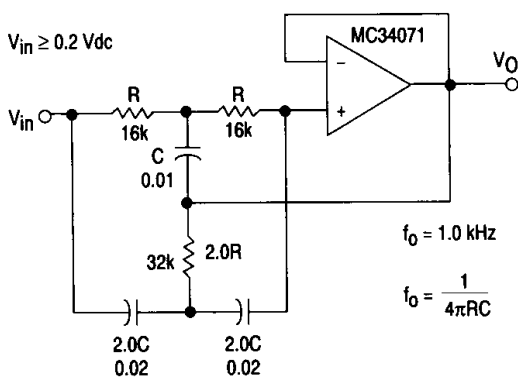 MC34071
V_in ≥ 0.2 Vdc
−
V_O
R
R
V_in
+
16k
16k
C
0.01
f_o = 1.0 kHz
2.0R
32k
f_o = 1 / 4πRC
2.0C
2.0C
0.02
0.02